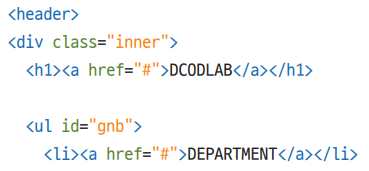 <header>
<div class="inner">
<h1><a href="#">DCODLAB</a></h1>
<ul id="gnb">
<li><a href="#">DEPARTMENT</a></li>